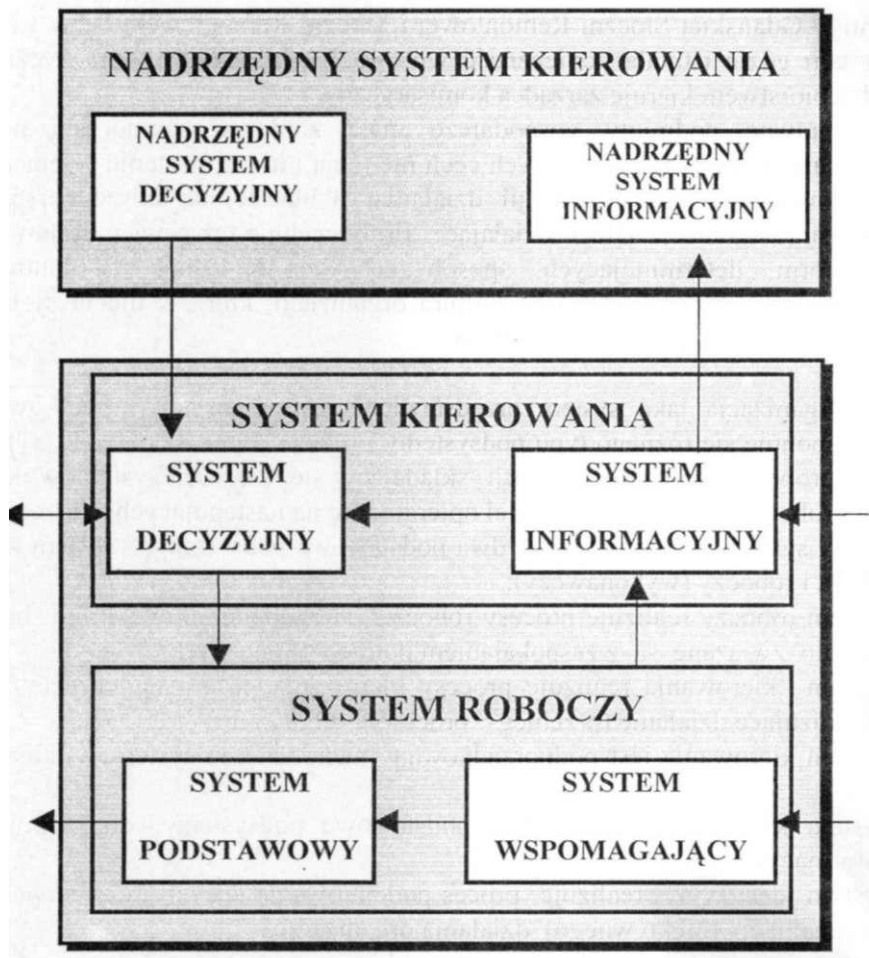 NADRZĘDNY SYSTEM KIEROWANIA
NADRZĘDNY
SYSTEM
DECYZYJNY
NADRZĘDNY
SYSTEM
INFORMACYJNY
SYSTEM KIEROWANIA
SYSTEM
DECYZYJNY
SYSTEM
INFORMACYJNY
SYSTEM ROBOCZY
SYSTEM
PODSTAWOWY
SYSTEM
WSPOMAGAJĄCY